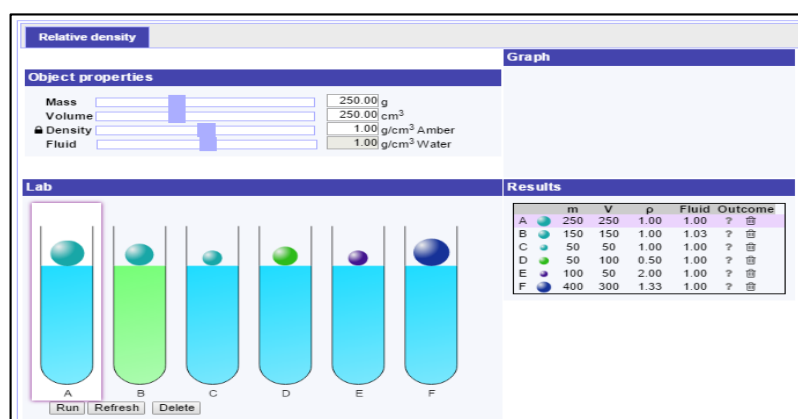 Relative density
Object properties
Mass 250.00 g
Volume 250.00 cm³
Density 1.00 g/cm³ Amber
Fluid 1.00 g/cm³ Water
Graph
Lab
A B C D E F
Run Refresh Delete
Results
m V ρ Fluid Outcome
A 250 250 1.00 1.00 ?
B 150 150 1.00 1.03 ?
C 50 50 1.00 1.00 ?
D 50 100 0.50 1.00 ?
E 100 50 2.00 1.00 ?
F 400 300 1.33 1.00 ?